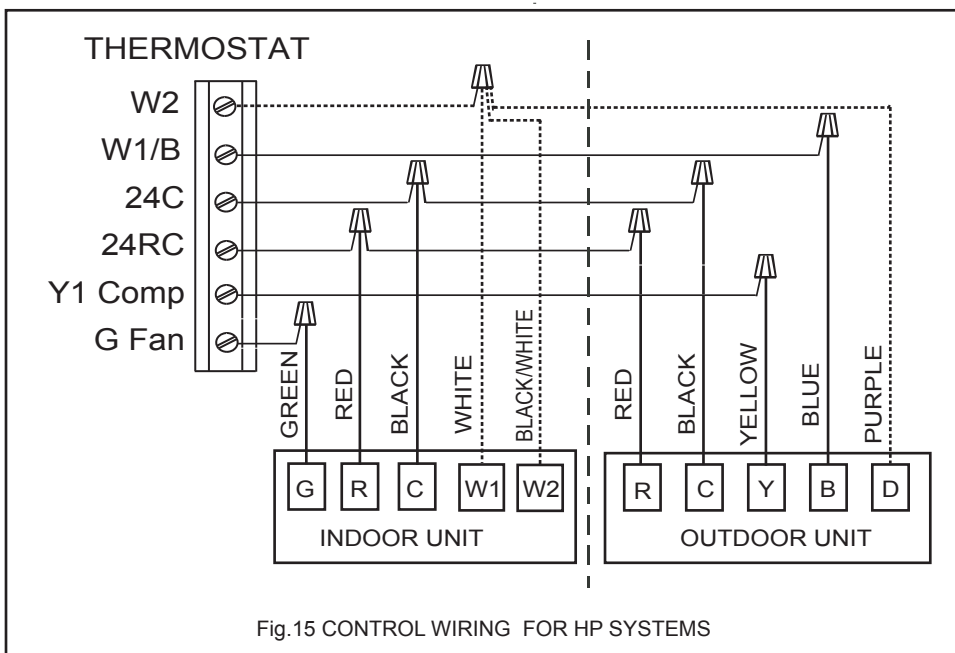 THERMOSTAT
W2
W1/B
24C
24RC
Y1 Comp
G Fan
GREEN
RED
BLACK
WHITE
BLACK/WHITE
RED
BLACK
YELLOW
BLUE
PURPLE
G R C W1 W2
R C Y B D
INDOOR UNIT
OUTDOOR UNIT
Fig.15 CONTROL WIRING FOR HP SYSTEMS